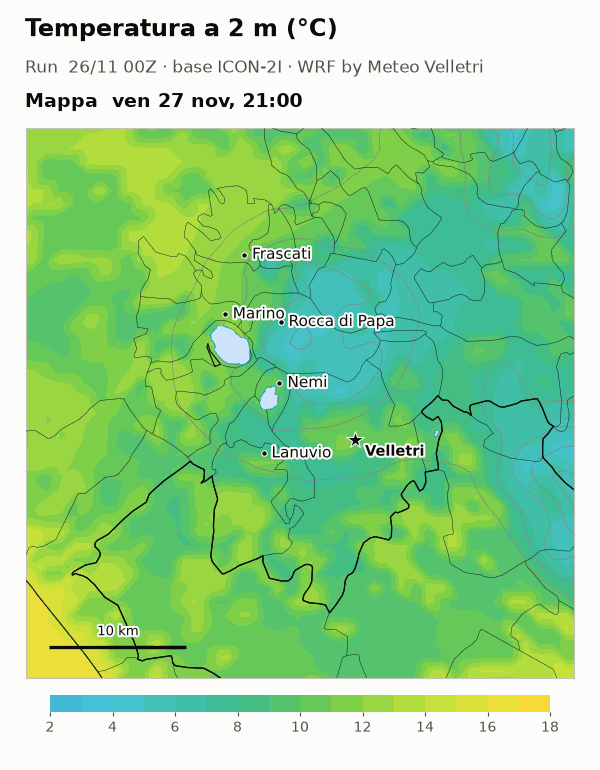 Temperatura a 2 m (°C)
Run  26/11 00Z · base ICON-2I · WRF by Meteo Velletri
Mappa  ven 27 nov, 21:00
Frascati
Marino
Rocca di Papa
Nemi
Velletri
Lanuvio
10 km
2 4 6 8 10 12 14 16 18